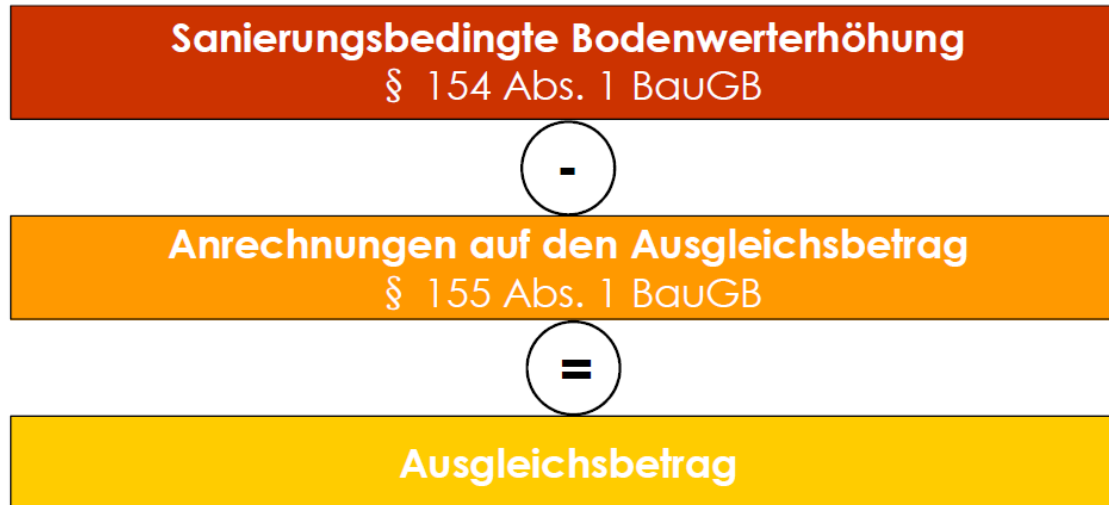 Sanierungsbedingte Bodenwerterhöhung
§ 154 Abs. 1 BauGB
-
Anrechnungen auf den Ausgleichsbetrag
§ 155 Abs. 1 BauGB
=
Ausgleichsbetrag